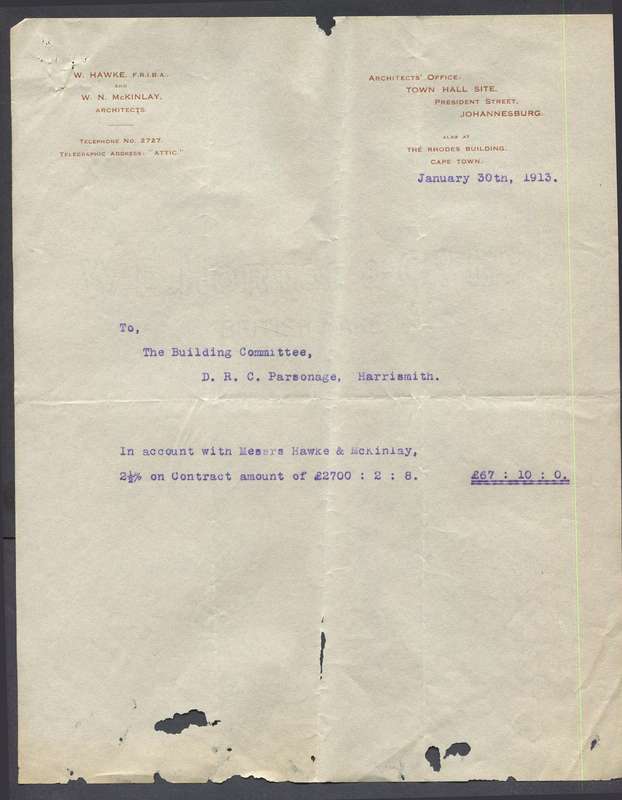 W. HAWKE, F.R.I.B.A.
AND
W. N. McKINLAY,
ARCHITECTS
TELEPHONE No. 2727.
TELEGRAPHIC ADDRESS: "ATTIC."
ARCHITECTS' OFFICE:
TOWN HALL SITE,
PRESIDENT STREET,
JOHANNESBURG.
ALSO AT
THE RHODES BUILDING,
CAPE TOWN.
January 30th, 1913.
To,
The Building Committee,
D. R. C. Parsonage, Harrismith.
In account with Messrs Hawke & McKinlay,
2½% on Contract amount of £2700 : 2 : 8. £67 : 10 : 0.